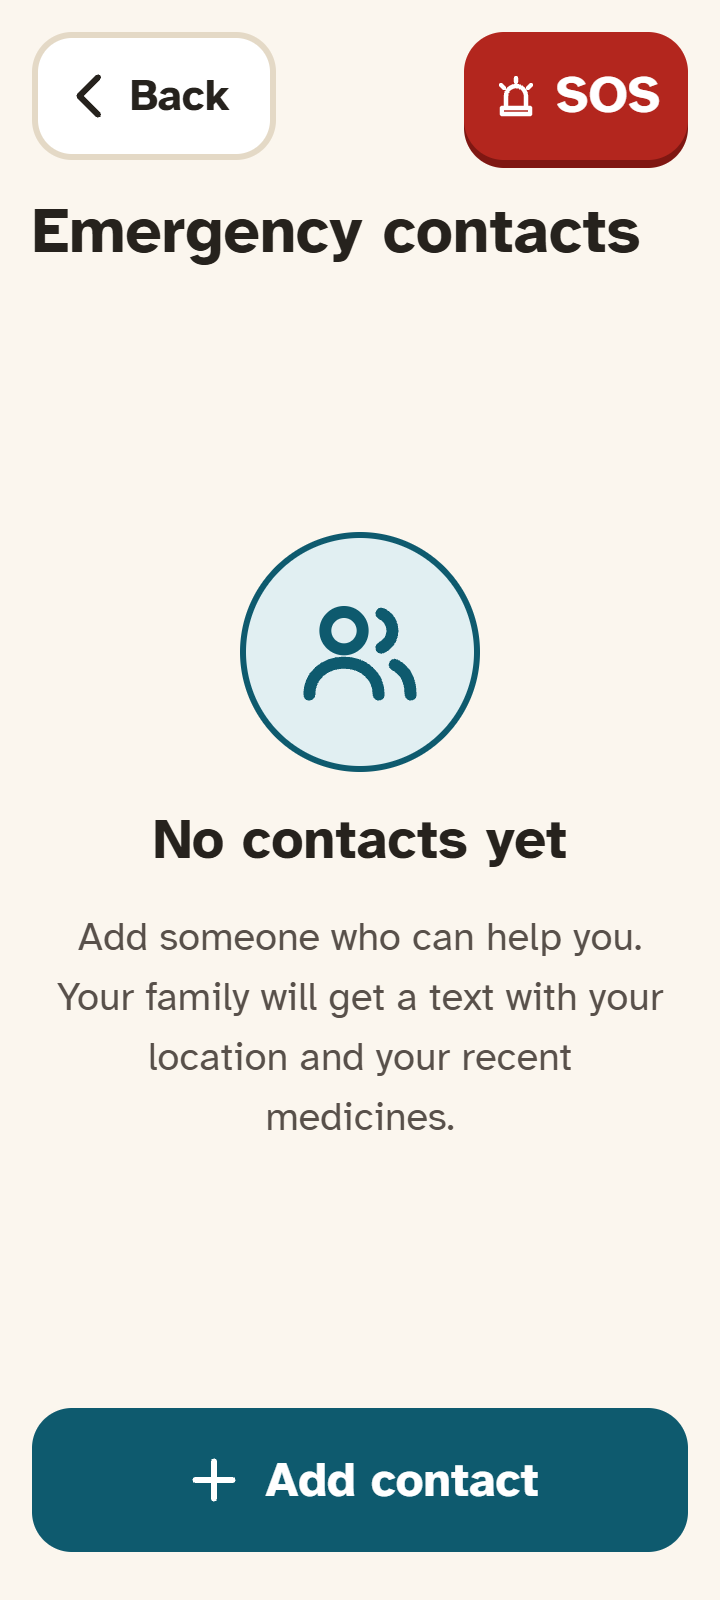 Back
SOS
Emergency contacts
No contacts yet
Add someone who can help you.
Your family will get a text with your
location and your recent
medicines.
Add contact